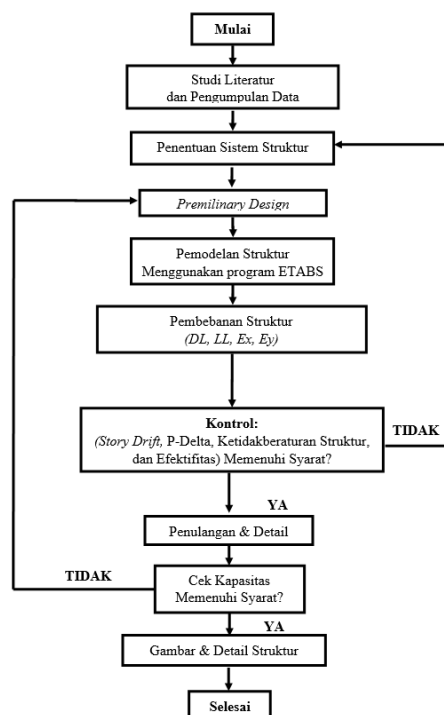 Mulai
Studi Literatur
dan Pengumpulan Data
Penentuan Sistem Struktur
Premilinary Design
Pemodelan Struktur
Menggunakan program ETABS
Pembebanan Struktur
(DL, LL, Ex, Ey)
Kontrol:
(Story Drift, P-Delta, Ketidakberaturan Struktur,
dan Efektifitas) Memenuhi Syarat?
TIDAK
YA
Penulangan & Detail
TIDAK
Cek Kapasitas
Memenuhi Syarat?
YA
Gambar & Detail Struktur
Selesai